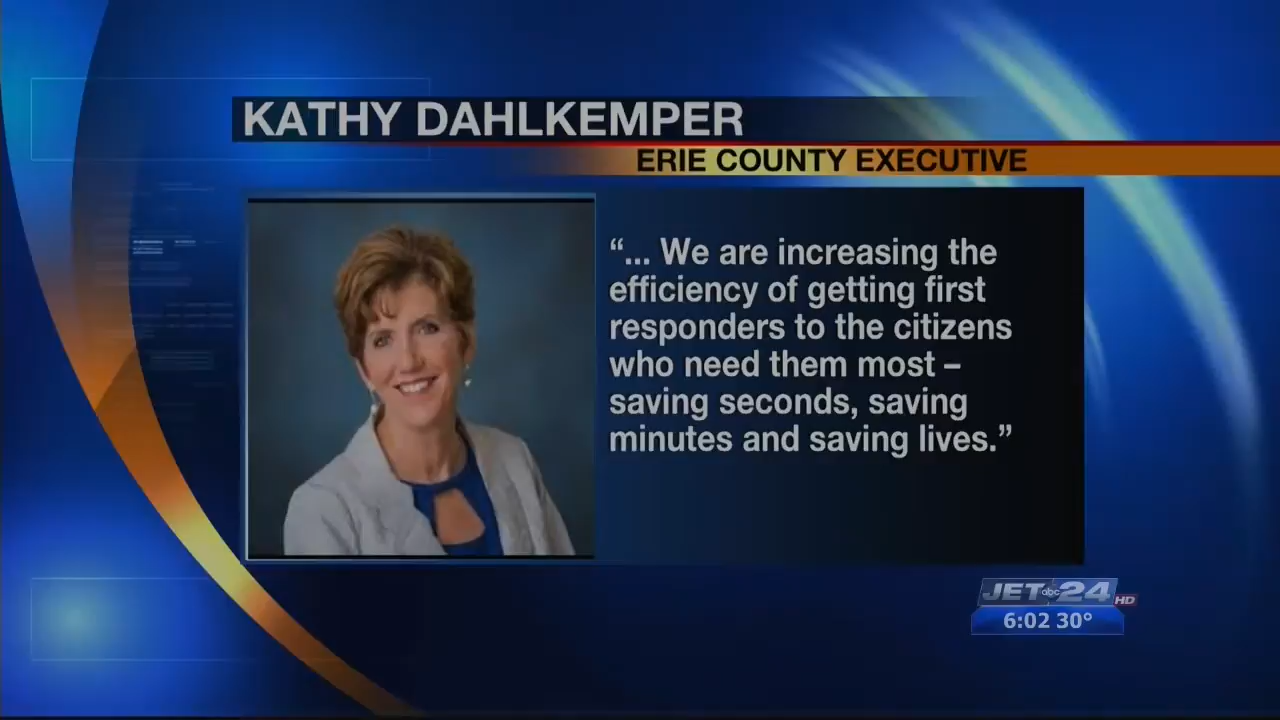 KATHY DAHLKEMPER
ERIE COUNTY EXECUTIVE
“... We are increasing the
efficiency of getting first
responders to the citizens
who need them most –
saving seconds, saving
minutes and saving lives.”
JET abc 24 HD
6:02 30°